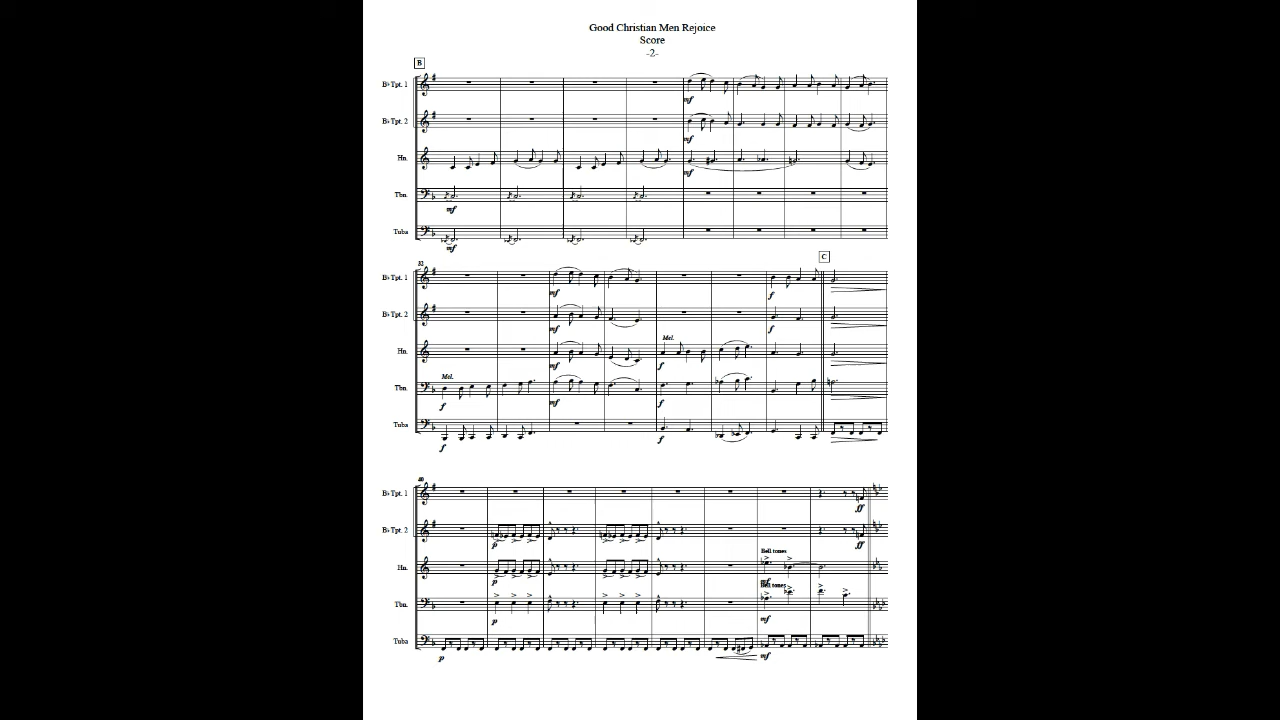 Good Christian Men Rejoice
Score
-2-
B
B♭ Tpt. 1
mf
B♭ Tpt. 2
mf
Hn.
mf
Tbn.
mf
Tuba
mf
32
C
B♭ Tpt. 1
mf
f
B♭ Tpt. 2
mf
f
Mel.
Hn.
mf
f
Mel.
Tbn.
f
mf
f
Tuba
f
f
40
B♭ Tpt. 1
ff
B♭ Tpt. 2
p
ff
Bell tones
Hn.
p
mf
Bell tones
Tbn.
p
mf
Tuba
p
mf